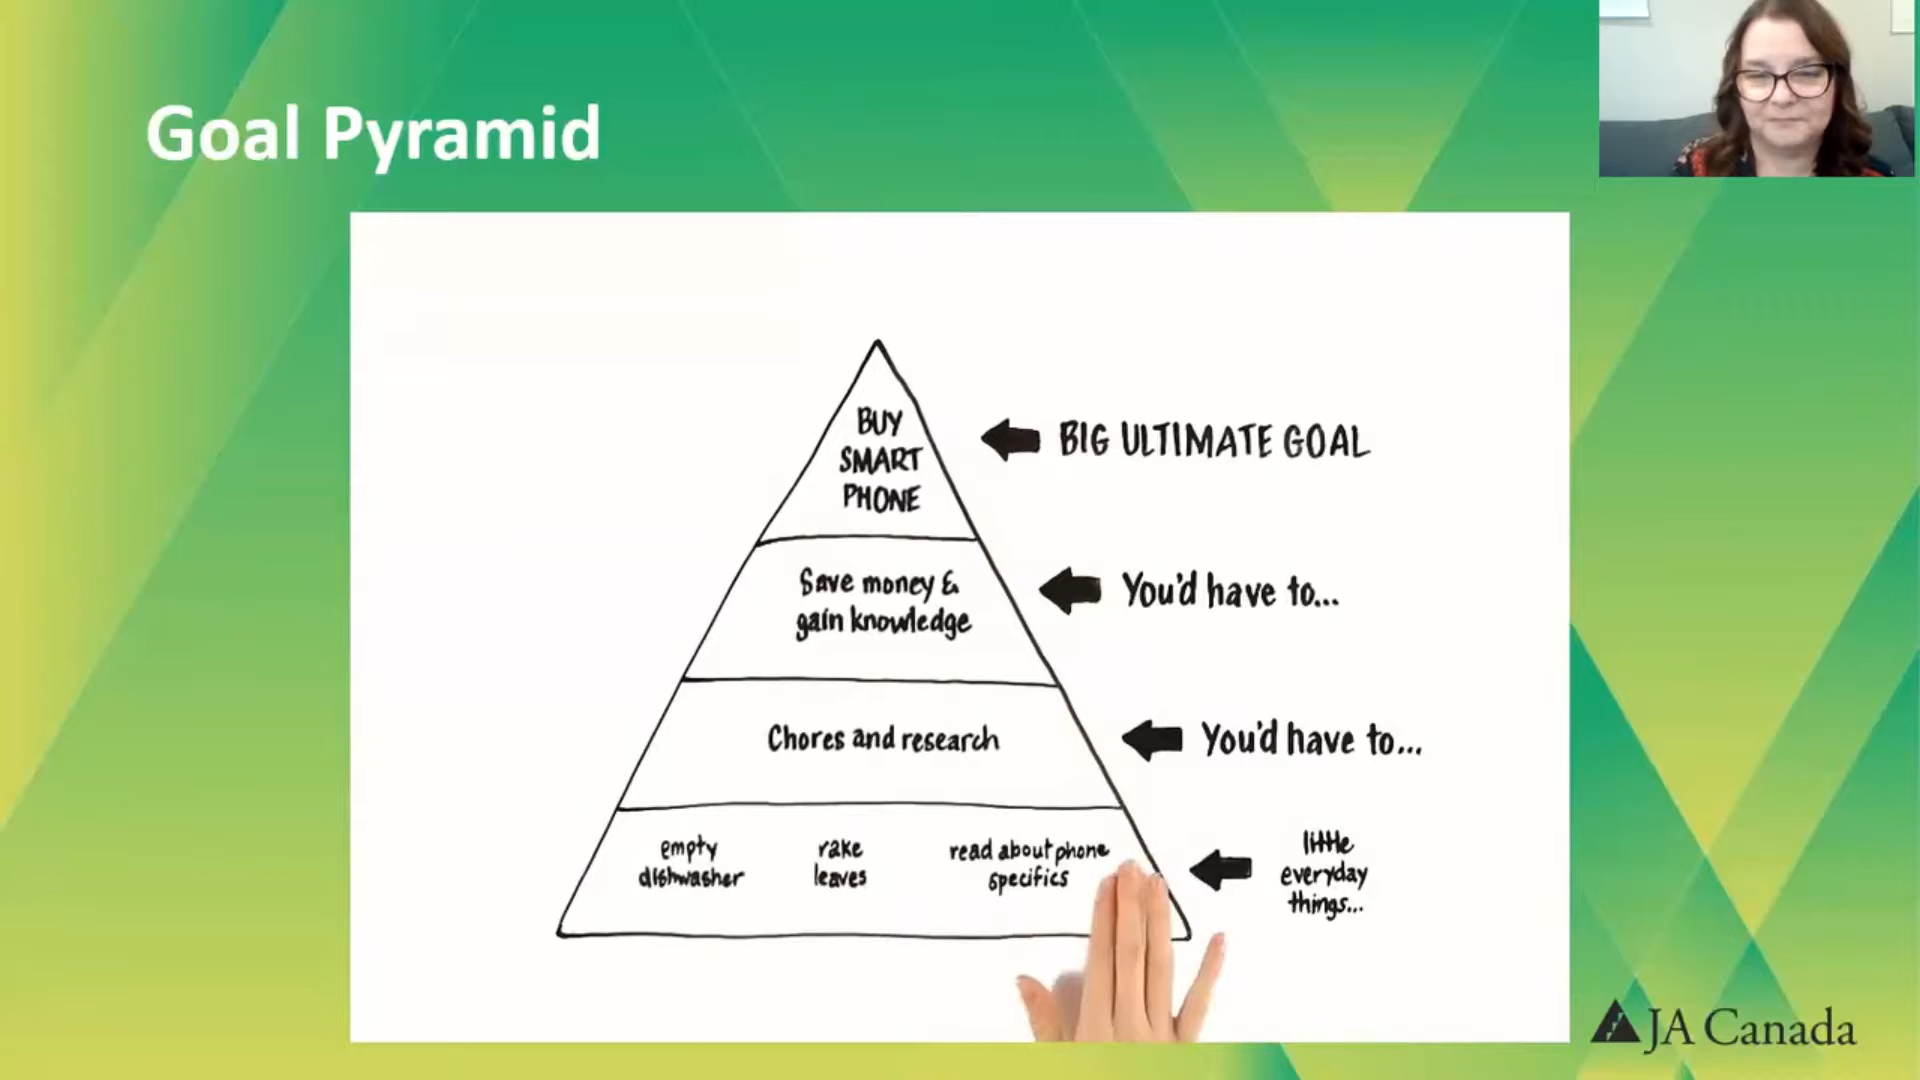 Goal Pyramid
BUY
SMART
PHONE
BIG ULTIMATE GOAL
Save money &
gain knowledge
You'd have to...
Chores and research
You'd have to...
empty
dishwasher
rake
leaves
read about phone
specifics
little
everyday
things...
JA Canada